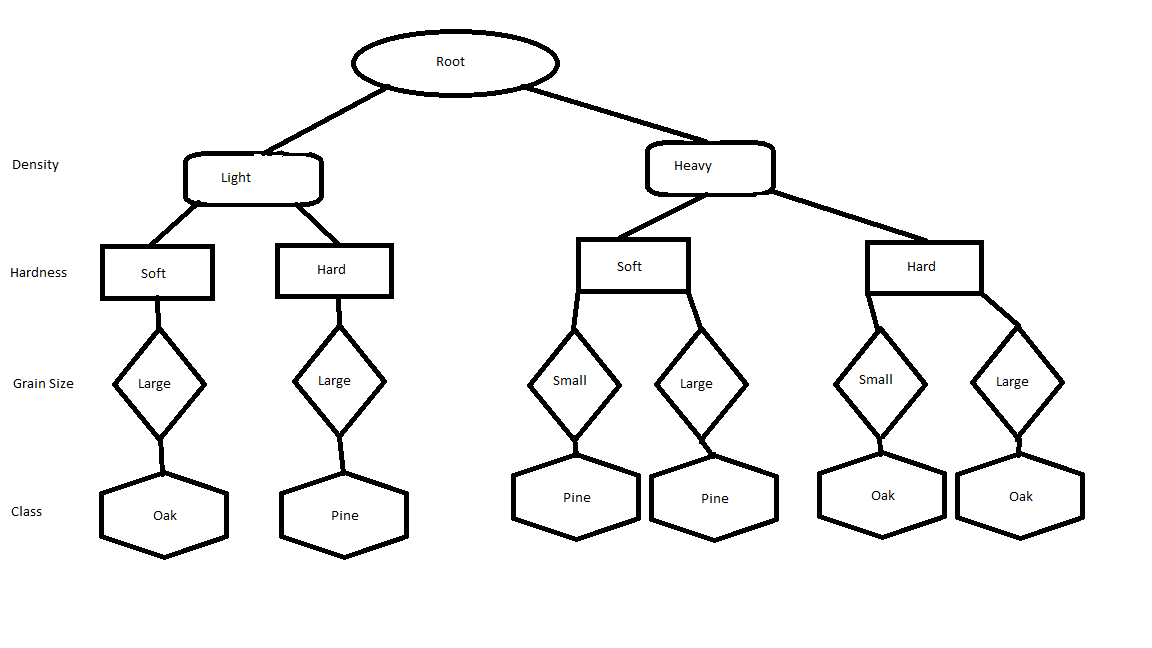 Root
Density
Light
Heavy
Hardness
Soft
Hard
Soft
Hard
Grain Size
Large
Large
Small
Large
Small
Large
Class
Oak
Pine
Pine
Pine
Oak
Oak